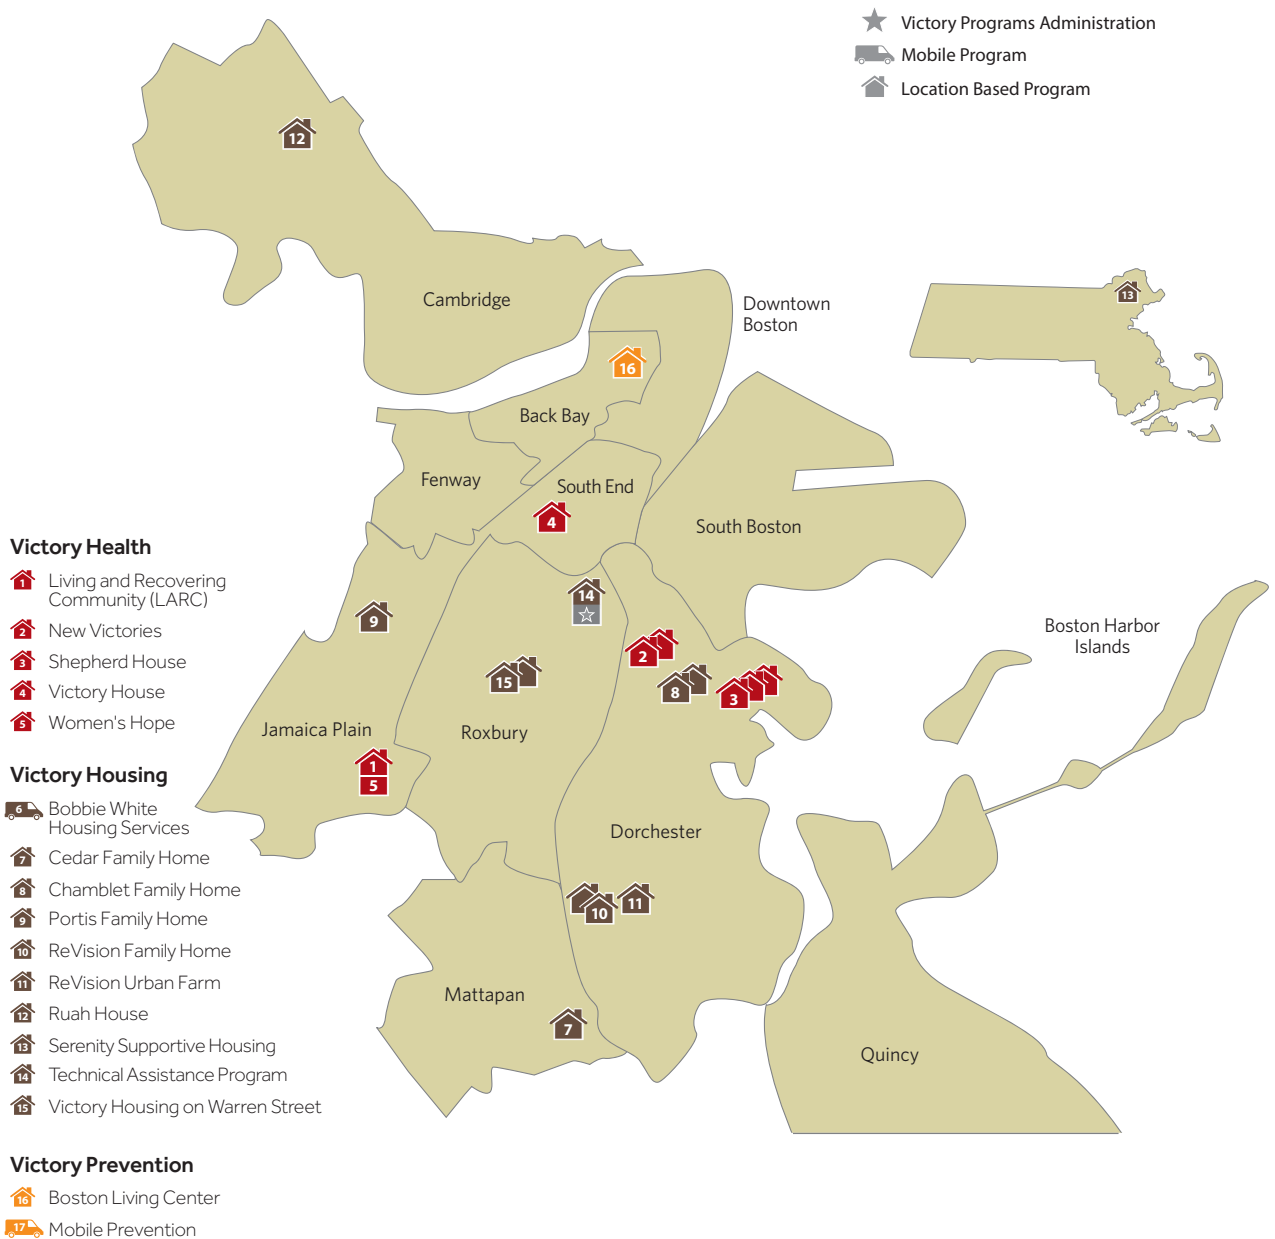 Victory Programs Administration
Mobile Program
Location Based Program
12
Cambridge
Downtown
Boston
13
16
Back Bay
Fenway
South End
4
South Boston
Victory Health
1 Living and Recovering
Community (LARC)
2 New Victories
3 Shepherd House
4 Victory House
5 Women's Hope
Victory Housing
6 Bobbie White
Housing Services
7 Cedar Family Home
8 Chamblet Family Home
9 Portis Family Home
10 ReVision Family Home
11 ReVision Urban Farm
12 Ruah House
13 Serenity Supportive Housing
14 Technical Assistance Program
15 Victory Housing on Warren Street
Victory Prevention
16 Boston Living Center
17 Mobile Prevention
14
9
2
15
8
3
Boston Harbor
Islands
Jamaica Plain
Roxbury
1
5
Dorchester
10
11
Mattapan
7
Quincy